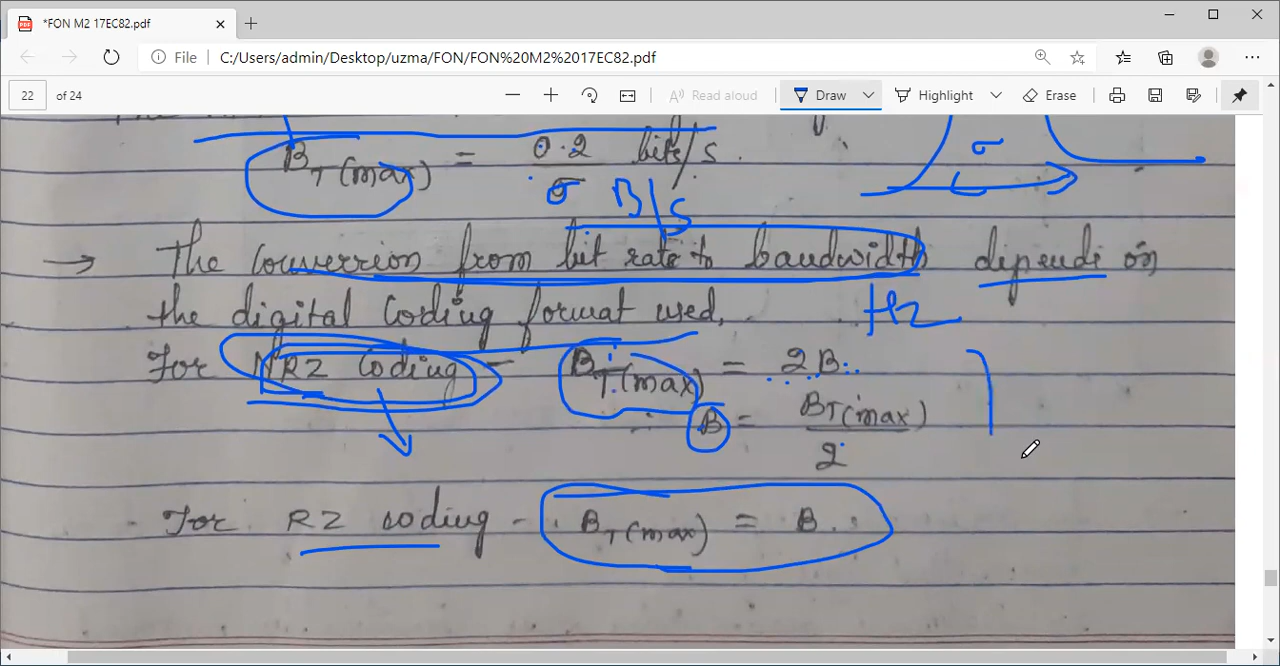 *FON M2 17EC82.pdf
File C:/Users/admin/Desktop/uzma/FON/FON%20M2%2017EC82.pdf
22 of 24 Read aloud Draw Highlight Erase
BT(max) = 0.2/σ bits/s.
σ
B/S
→ The conversion from bit rate to bandwidth depends on
Hz
the digital coding format used.
For NRZ coding - BT(max) = 2B
∴ B = BT(max)/2
For RZ coding - BT(max) = B.